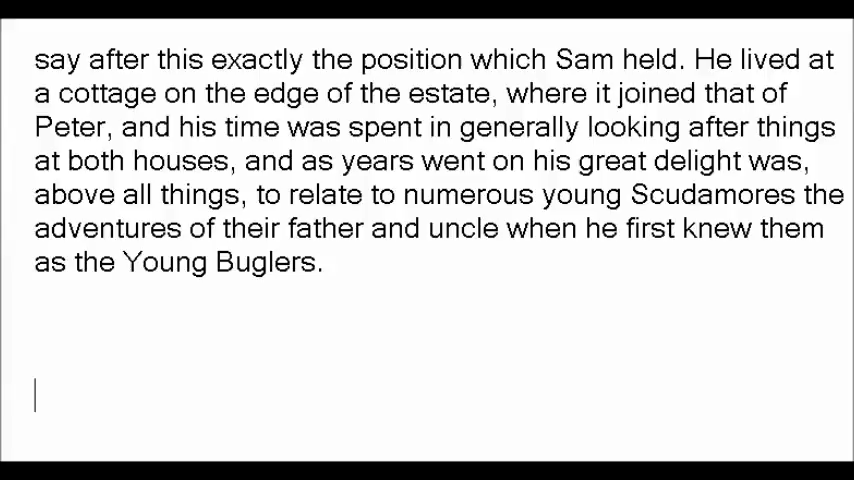 say after this exactly the position which Sam held. He lived at
a cottage on the edge of the estate, where it joined that of
Peter, and his time was spent in generally looking after things
at both houses, and as years went on his great delight was,
above all things, to relate to numerous young Scudamores the
adventures of their father and uncle when he first knew them
as the Young Buglers.